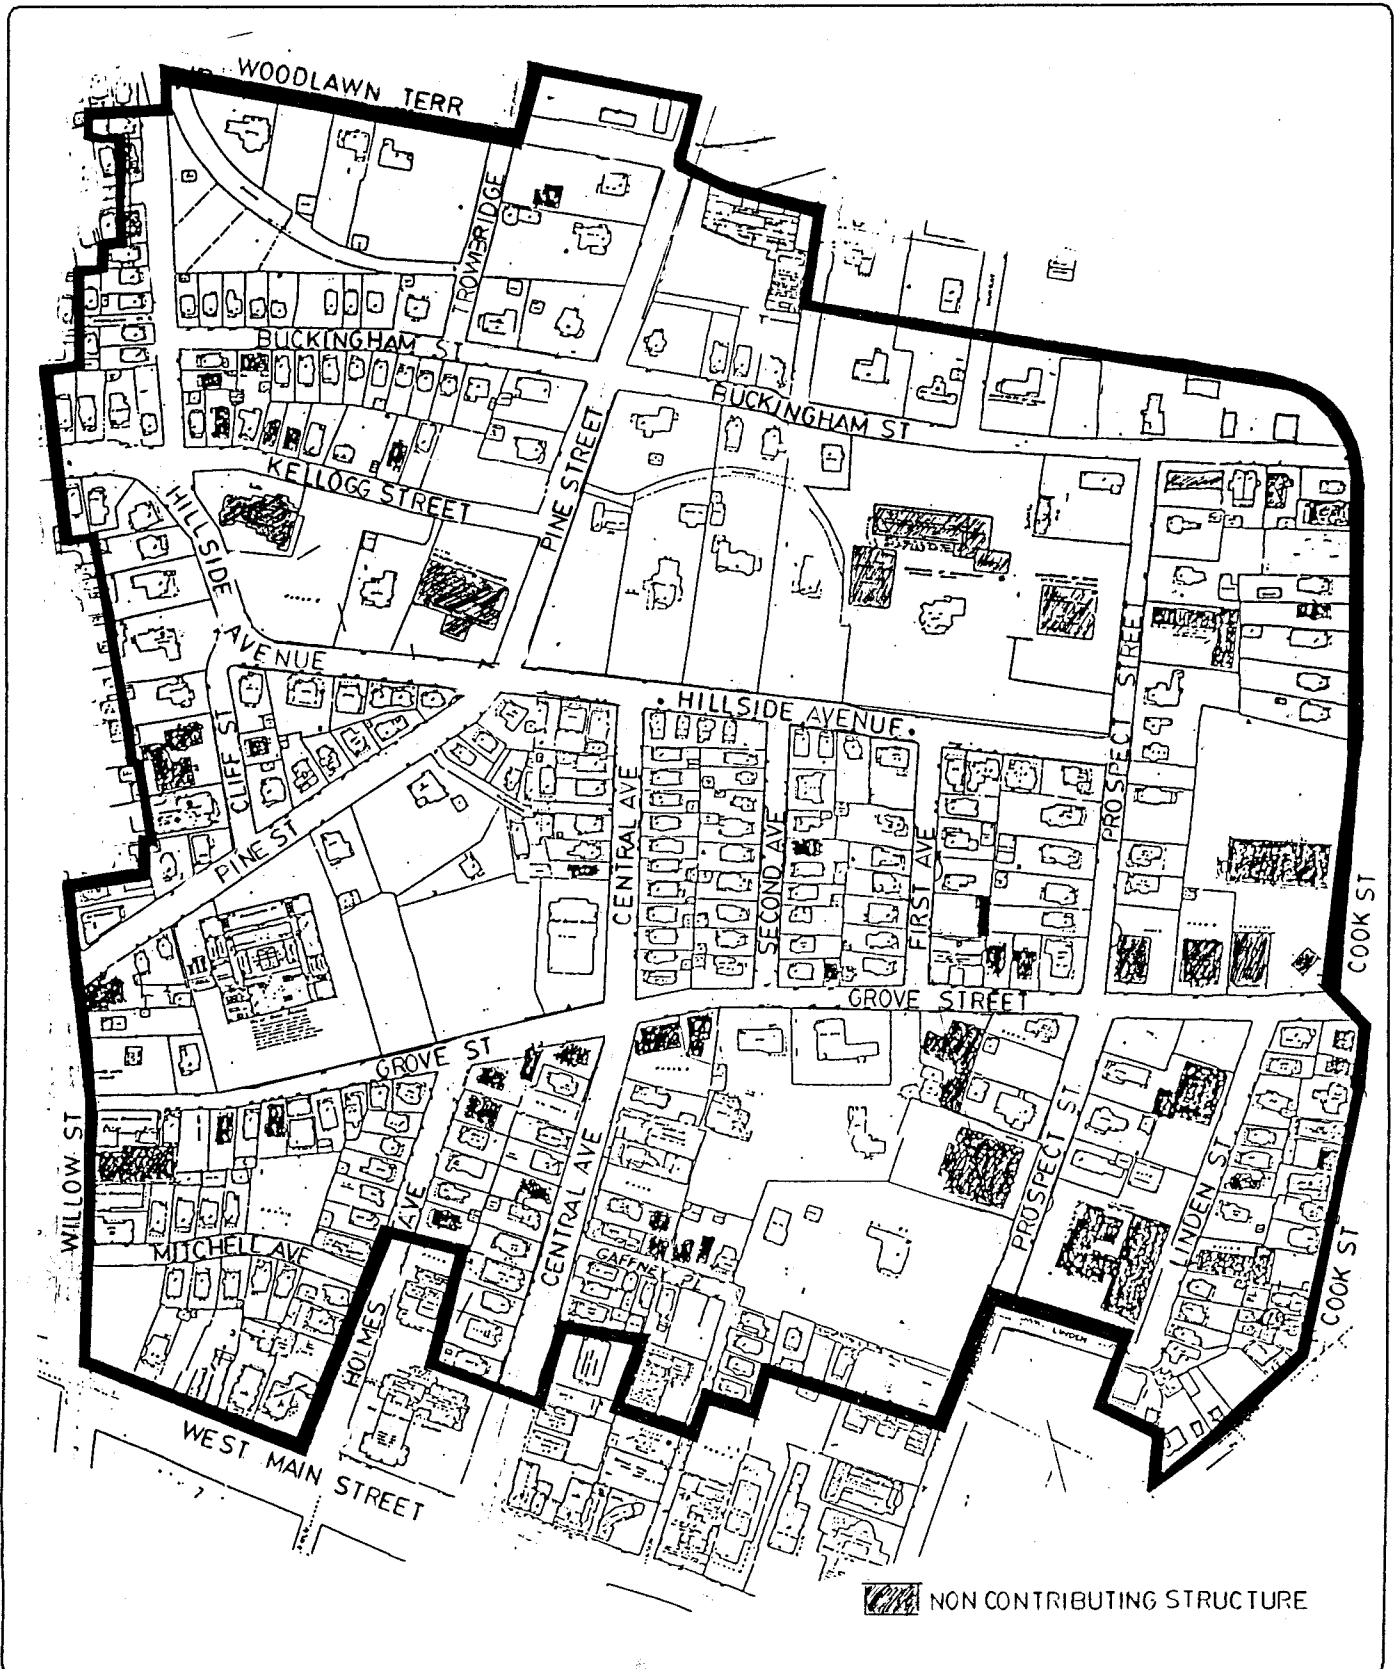 WOODLAWN TERR
TROWBRIDGE
BUCKINGHAM ST
BUCKINGHAM ST
KELLOGG STREET
PINE STREET
HILLSIDE
AVENUE
HILLSIDE AVENUE
CLIFF ST
PINE ST
CENTRAL AVE
SECOND AVE
FIRST AVE
PROSPECT STREE
COOK ST
GROVE STREET
GROVE ST
WILLOW ST
MITCHELL AVE
AVE
HOLMES
CENTRAL AVE
GAFFNEY
PROSPECT ST
LINDEN ST
LINDEN
COOK ST
WEST MAIN STREET
NON CONTRIBUTING STRUCTURE